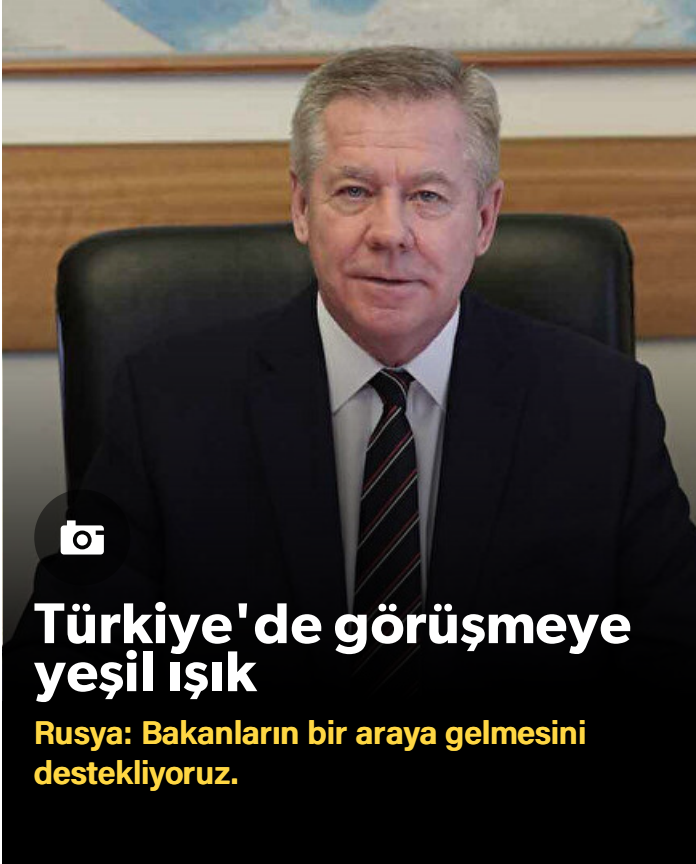 Türkiye'de görüşmeye
yeşil ışık
Rusya: Bakanların bir araya gelmesini
destekliyoruz.